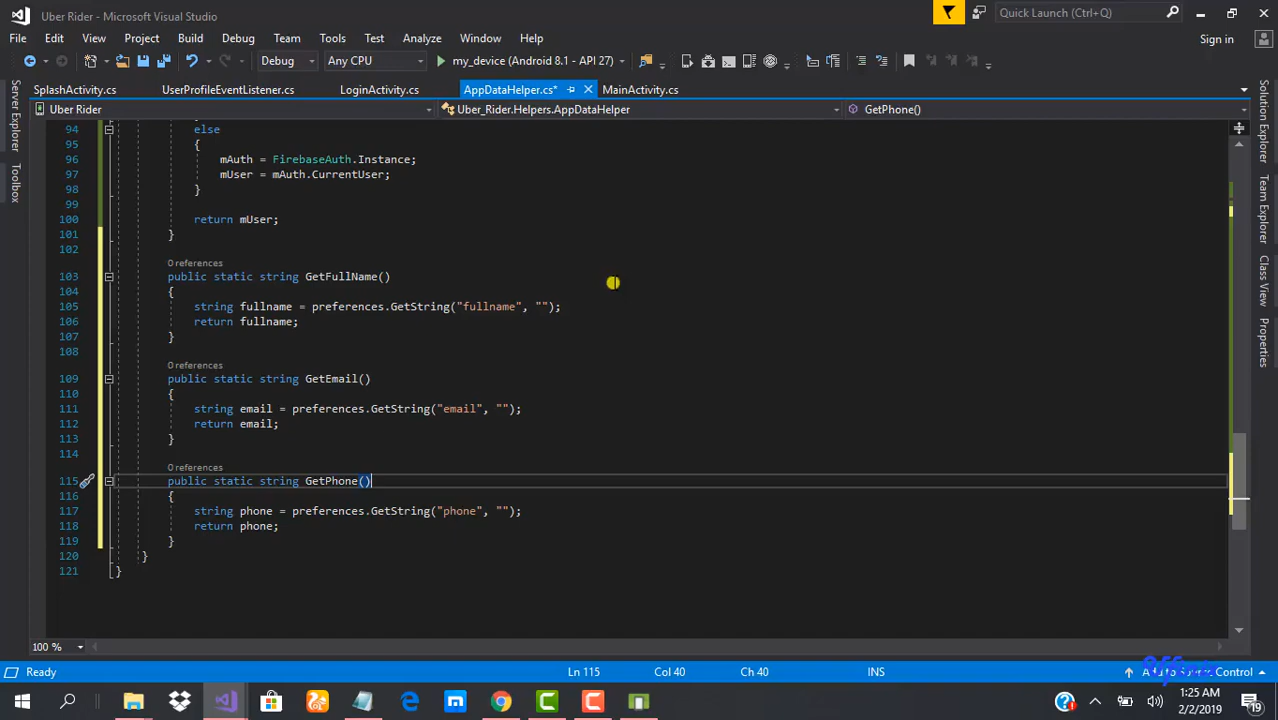 Uber Rider - Microsoft Visual Studio
Quick Launch (Ctrl+Q)
File Edit View Project Build Debug Team Tools Test Analyze Window Help
Sign in
Debug Any CPU my_device (Android 8.1 - API 27)
SplashActivity.cs UserProfileEventListener.cs LoginActivity.cs AppDataHelper.cs* MainActivity.cs
Uber Rider Uber_Rider.Helpers.AppDataHelper GetPhone()
Server Explorer
Toolbox
Solution Explorer
Team Explorer
Class View
Properties
94 else
95 {
96 mAuth = FirebaseAuth.Instance;
97 mUser = mAuth.CurrentUser;
98 }
99
100 return mUser;
101 }
102
0 references
103 public static string GetFullName()
104 {
105 string fullname = preferences.GetString("fullname", "");
106 return fullname;
107 }
108
0 references
109 public static string GetEmail()
110 {
111 string email = preferences.GetString("email", "");
112 return email;
113 }
114
0 references
115 public static string GetPhone()
116 {
117 string phone = preferences.GetString("phone", "");
118 return phone;
119 }
120 }
121 }
100 %
Ready Ln 115 Col 40 Ch 40 INS Add to Source Control
1:25 AM
2/2/2019
19